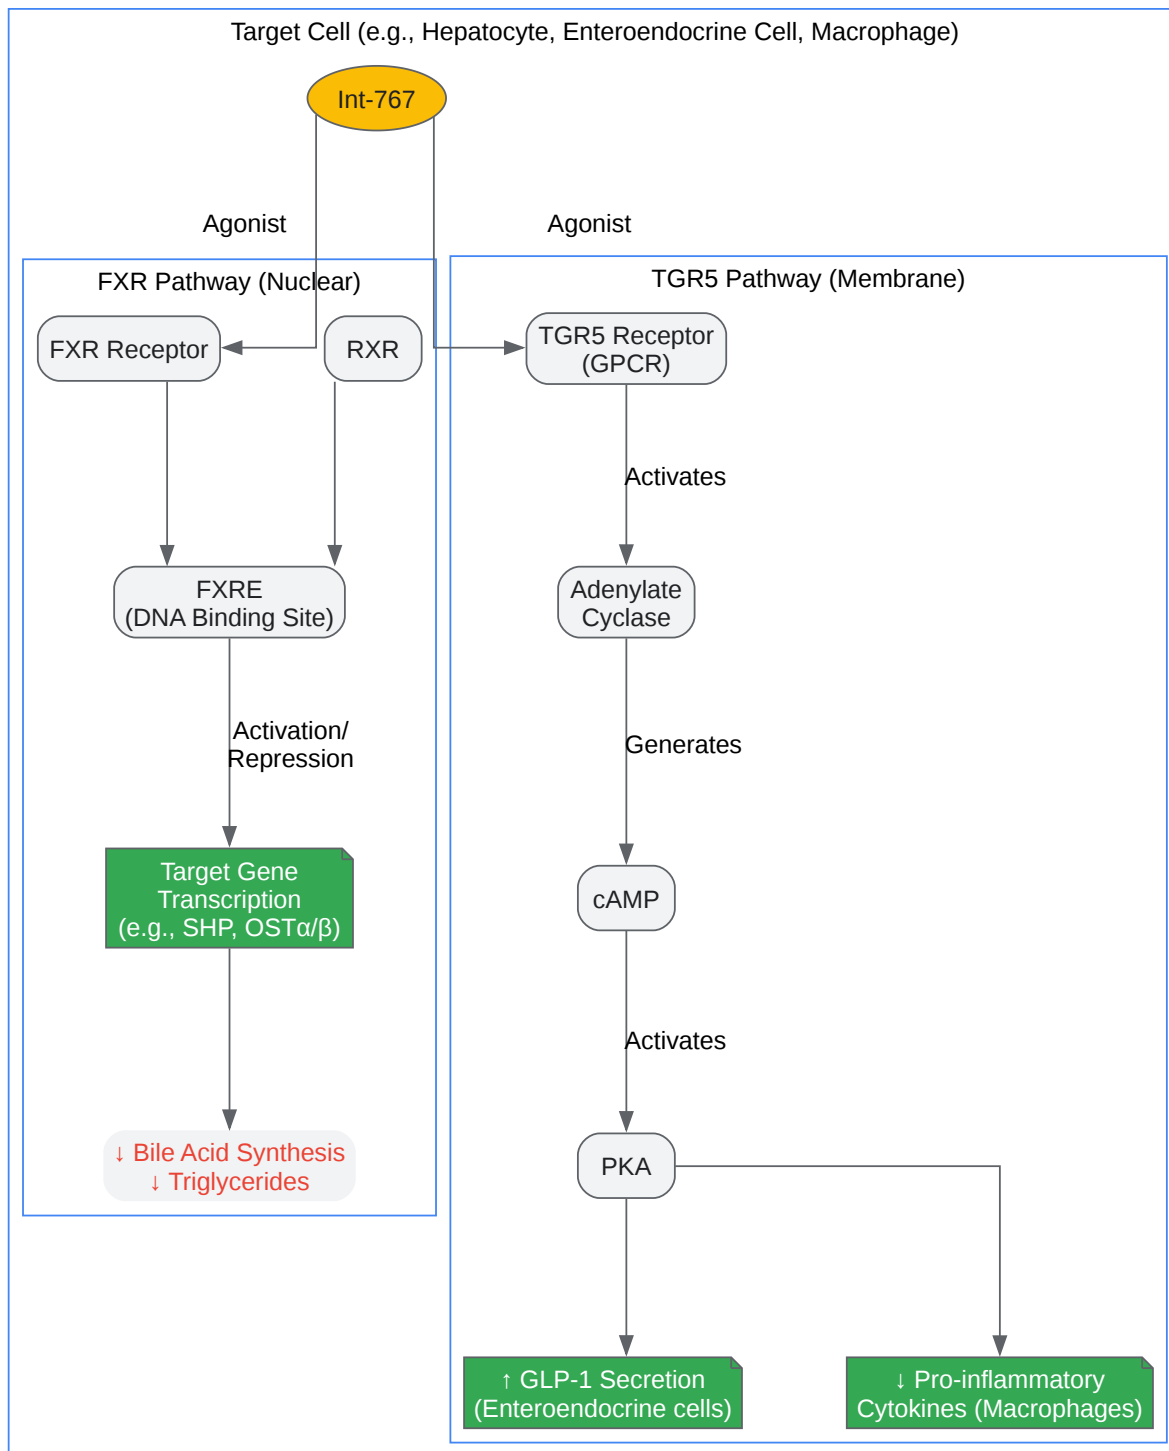 Target Cell (e.g., Hepatocyte, Enteroendocrine Cell, Macrophage)
Int-767
Agonist
Agonist
FXR Pathway (Nuclear)
FXR Receptor
RXR
FXRE
(DNA Binding Site)
Activation/
Repression
Target Gene
Transcription
(e.g., SHP, OSTα/β)
↓ Bile Acid Synthesis
↓ Triglycerides
TGR5 Pathway (Membrane)
TGR5 Receptor
(GPCR)
Activates
Adenylate
Cyclase
Generates
cAMP
Activates
PKA
↑ GLP-1 Secretion
(Enteroendocrine cells)
↓ Pro-inflammatory
Cytokines (Macrophages)